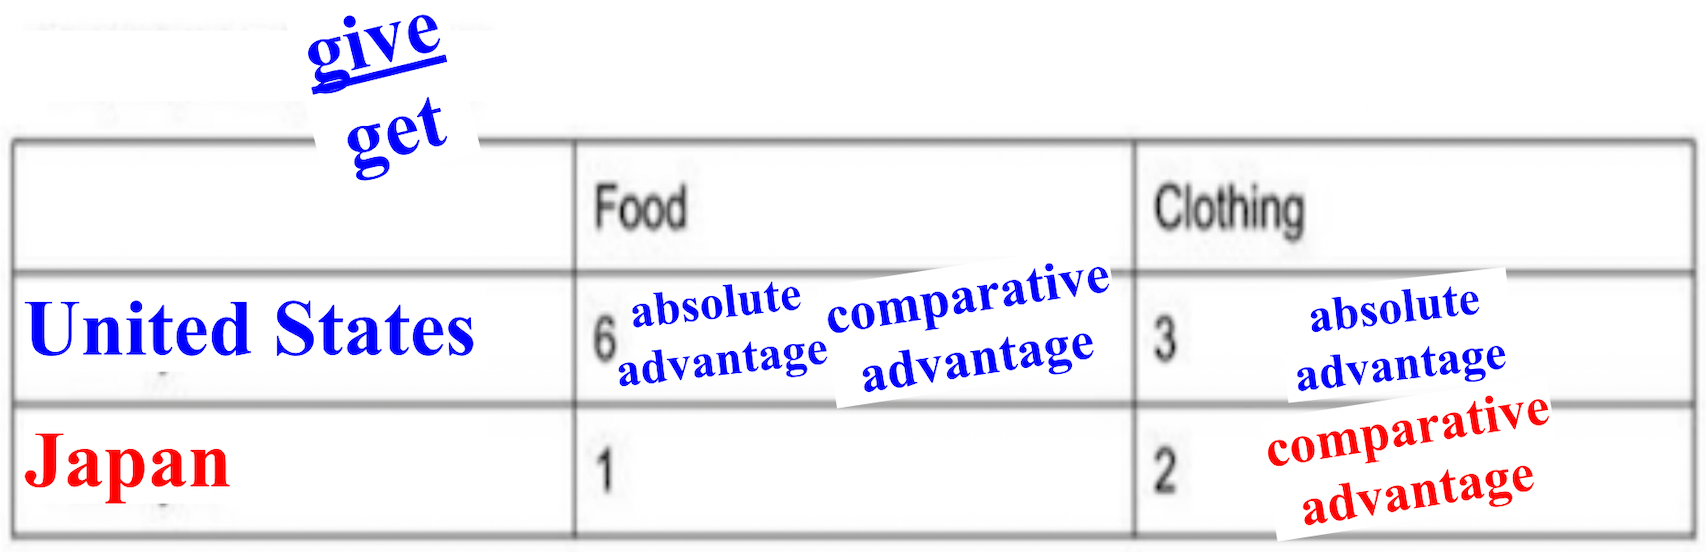 give
get
Food Clothing
United States 6 absolute advantage comparative advantage 3 absolute advantage
Japan 1 2 comparative advantage